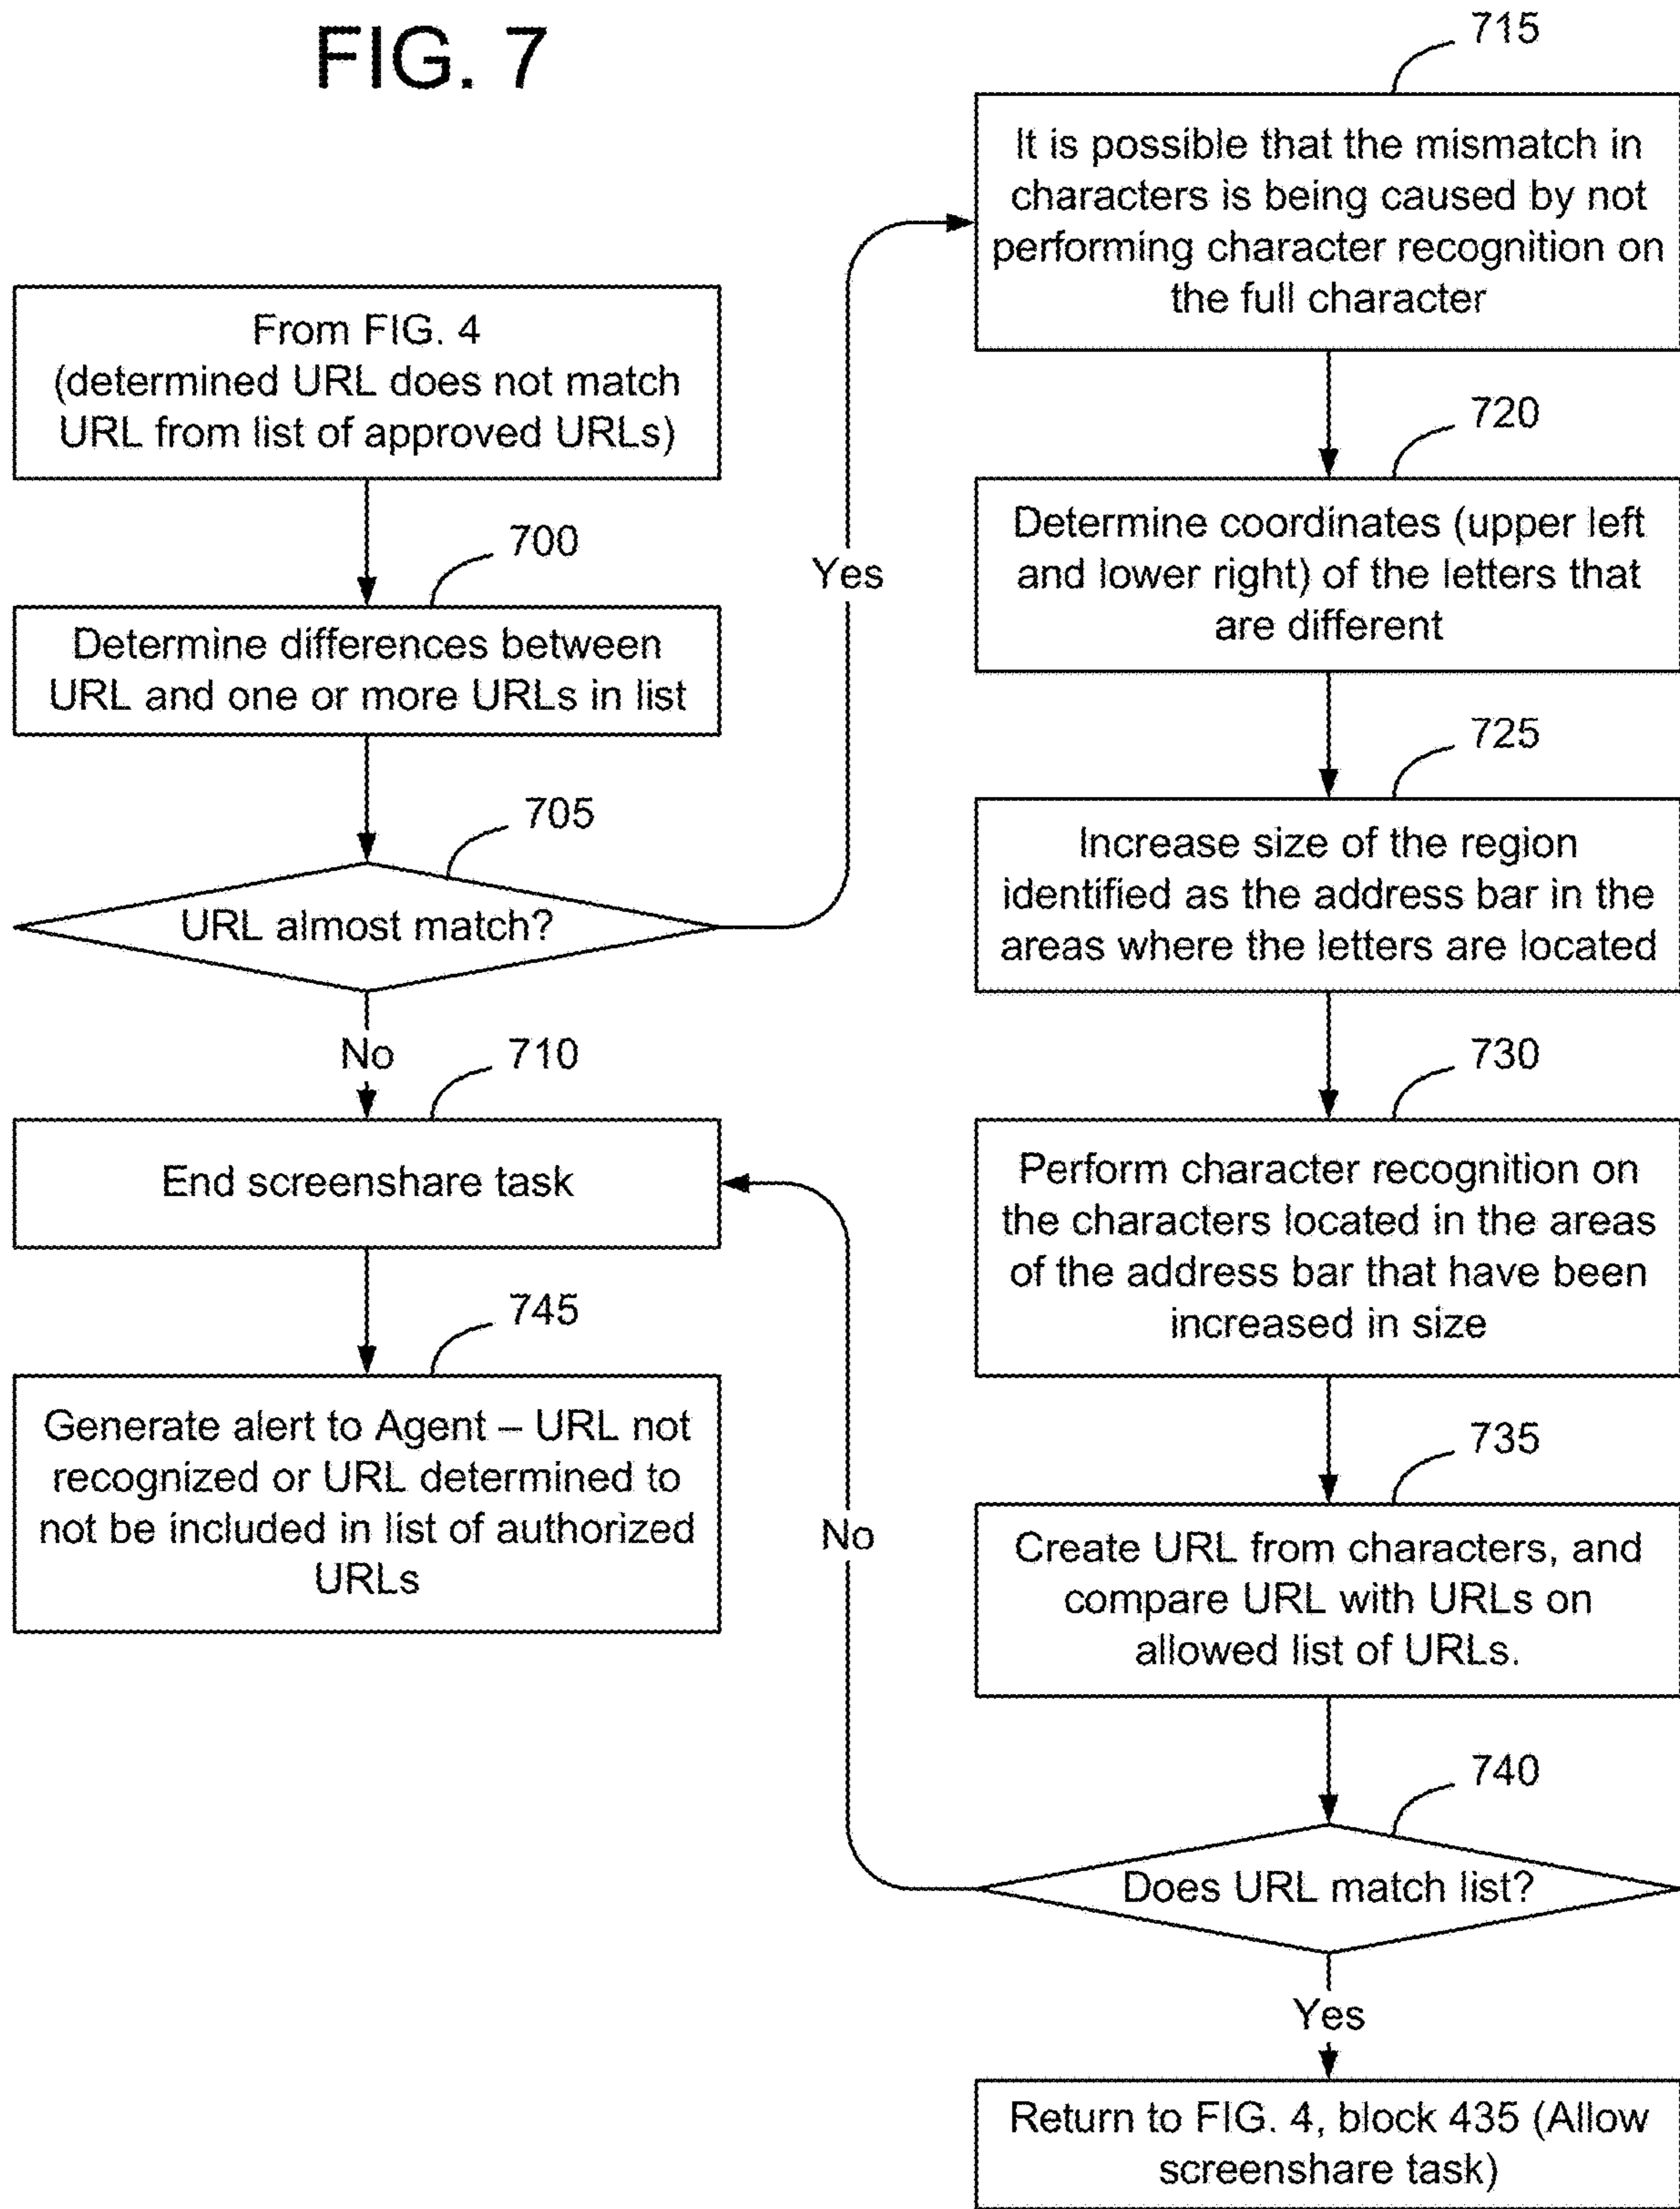 FIG. 7
From FIG. 4
(determined URL does not match
URL from list of approved URLs)
700
Determine differences between
URL and one or more URLs in list
705
URL almost match?
Yes
No
710
End screenshare task
745
Generate alert to Agent – URL not
recognized or URL determined to
not be included in list of authorized
URLs
715
It is possible that the mismatch in
characters is being caused by not
performing character recognition on
the full character
720
Determine coordinates (upper left
and lower right) of the letters that
are different
725
Increase size of the region
identified as the address bar in the
areas where the letters are located
730
Perform character recognition on
the characters located in the areas
of the address bar that have been
increased in size
735
Create URL from characters, and
compare URL with URLs on
allowed list of URLs.
740
Does URL match list?
No
Yes
Return to FIG. 4, block 435 (Allow
screenshare task)